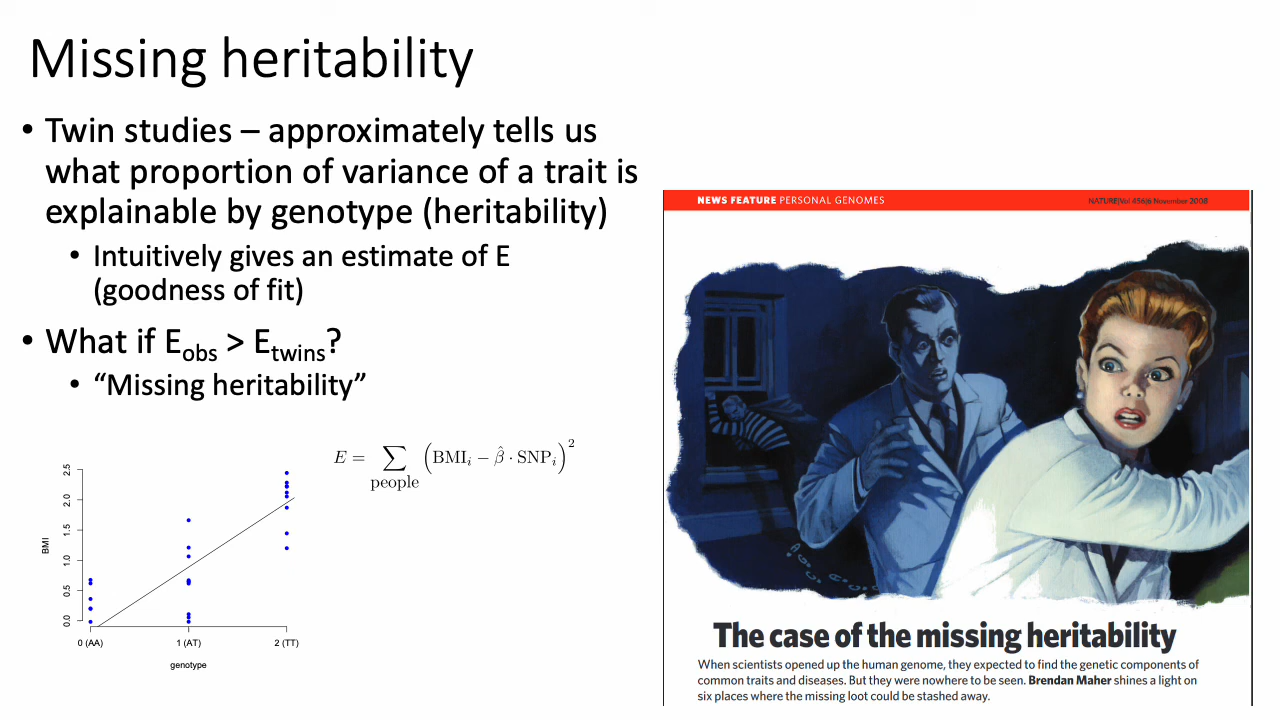 Missing heritability
• Twin studies – approximately tells us
what proportion of variance of a trait is
explainable by genotype (heritability)
• Intuitively gives an estimate of E
(goodness of fit)
• What if E_obs > E_twins?
• “Missing heritability”
E = ∑_people (BMI_i − β̂ · SNP_i)^2
BMI
2.5
2.0
1.5
1.0
0.5
0.0
0 (AA) 1 (AT) 2 (TT)
genotype
NEWS FEATURE PERSONAL GENOMES NATURE|Vol 456|6 November 2008
The case of the missing heritability
When scientists opened up the human genome, they expected to find the genetic components of
common traits and diseases. But they were nowhere to be seen. Brendan Maher shines a light on
six places where the missing loot could be stashed away.